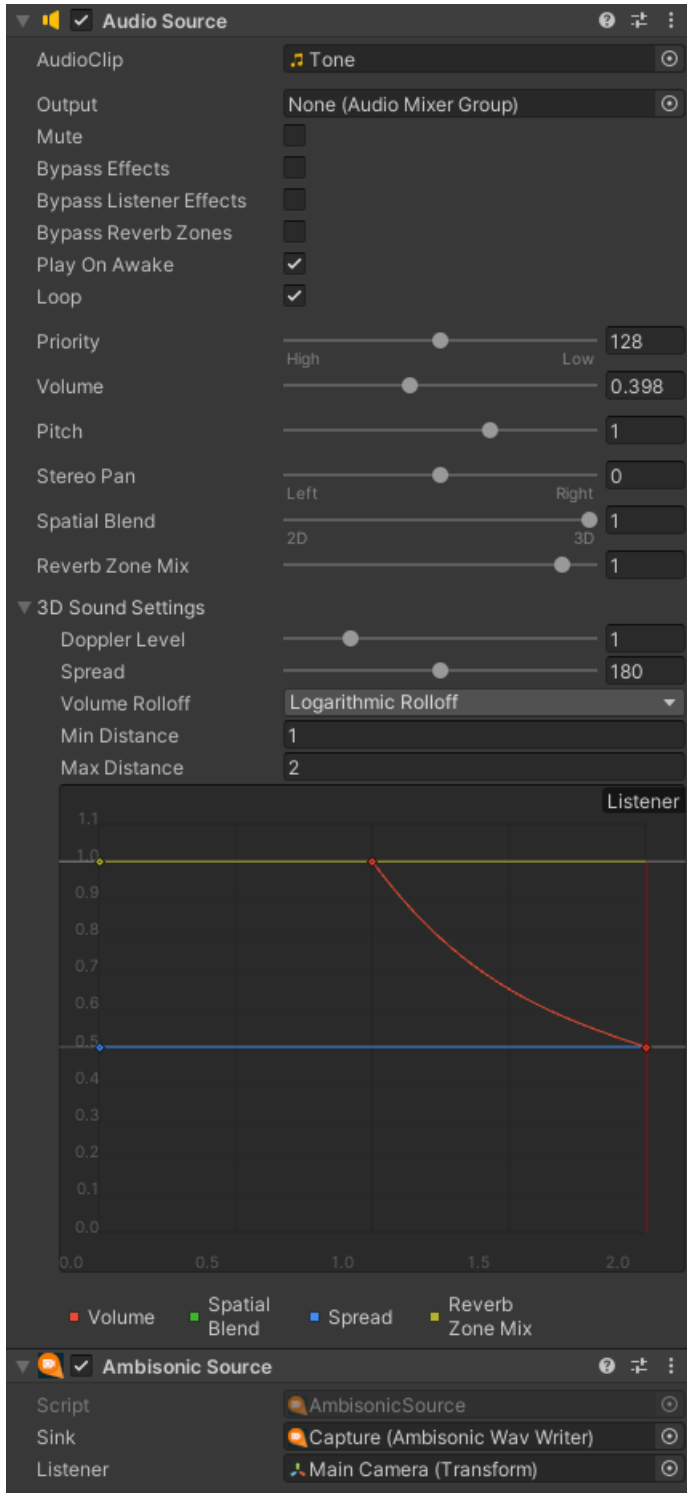 Audio Source
AudioClip Tone
Output None (Audio Mixer Group)
Mute
Bypass Effects
Bypass Listener Effects
Bypass Reverb Zones
Play On Awake
Loop
Priority 128
High Low
Volume 0.398
Pitch 1
Stereo Pan 0
Left Right
Spatial Blend 1
2D 3D
Reverb Zone Mix 1
3D Sound Settings
Doppler Level 1
Spread 180
Volume Rolloff Logarithmic Rolloff
Min Distance 1
Max Distance 2
Listener
1.1
1.0
0.9
0.8
0.7
0.6
0.5
0.4
0.3
0.2
0.1
0.0
0.0 0.5 1.0 1.5 2.0
Volume Spatial Blend Spread Reverb Zone Mix
Ambisonic Source
Script AmbisonicSource
Sink Capture (Ambisonic Wav Writer)
Listener Main Camera (Transform)